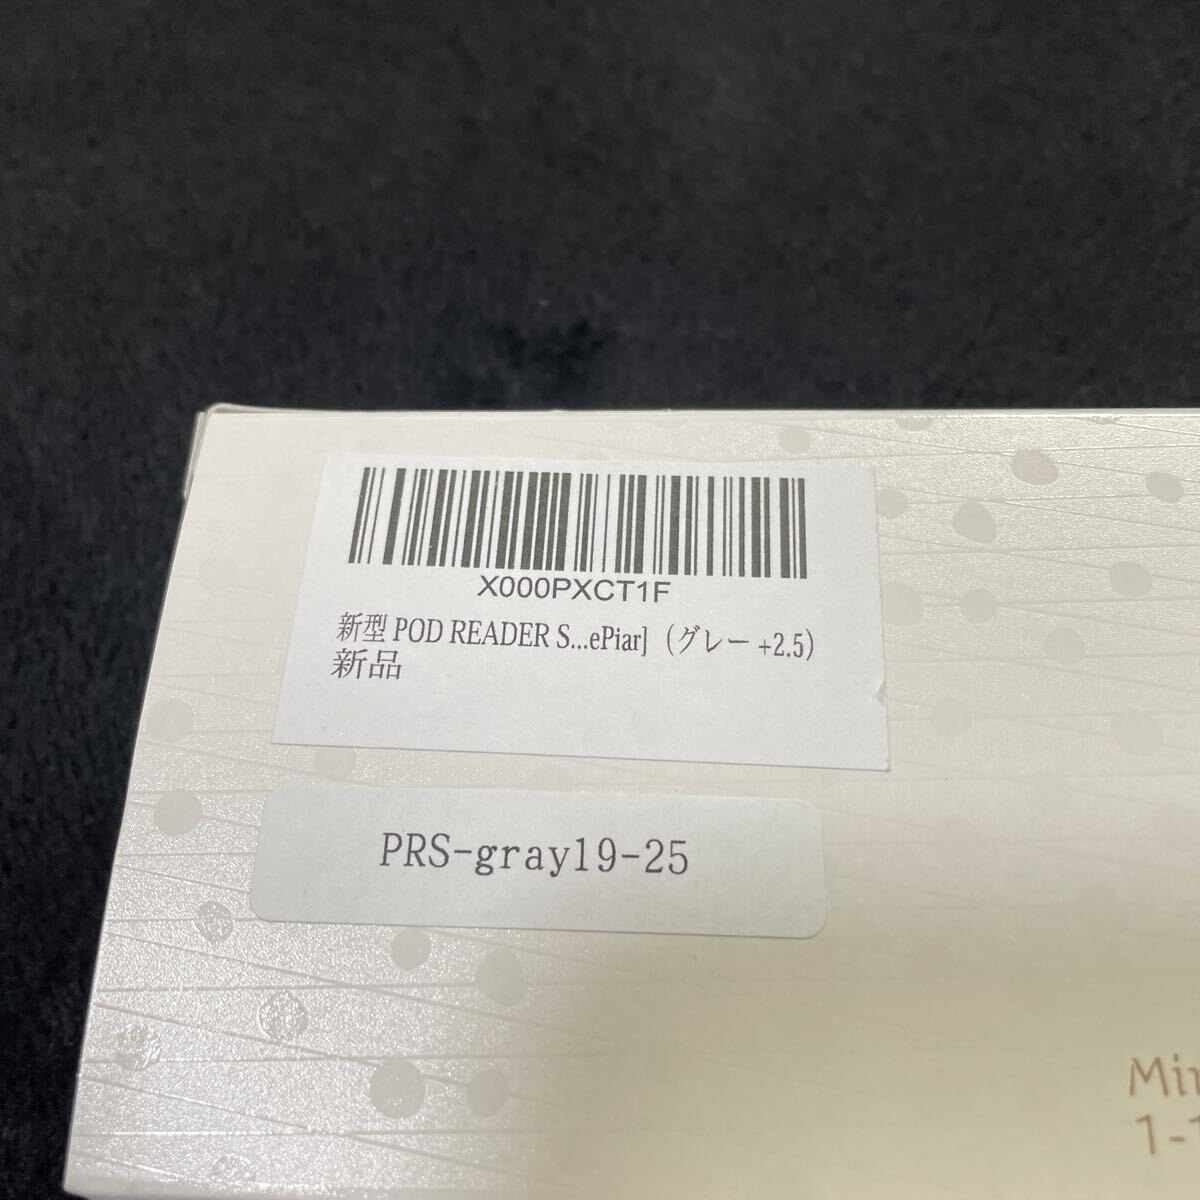 X000PXCT1F
新型 POD READER S...ePiar]（グレー +2.5）
新品
PRS-gray19-25